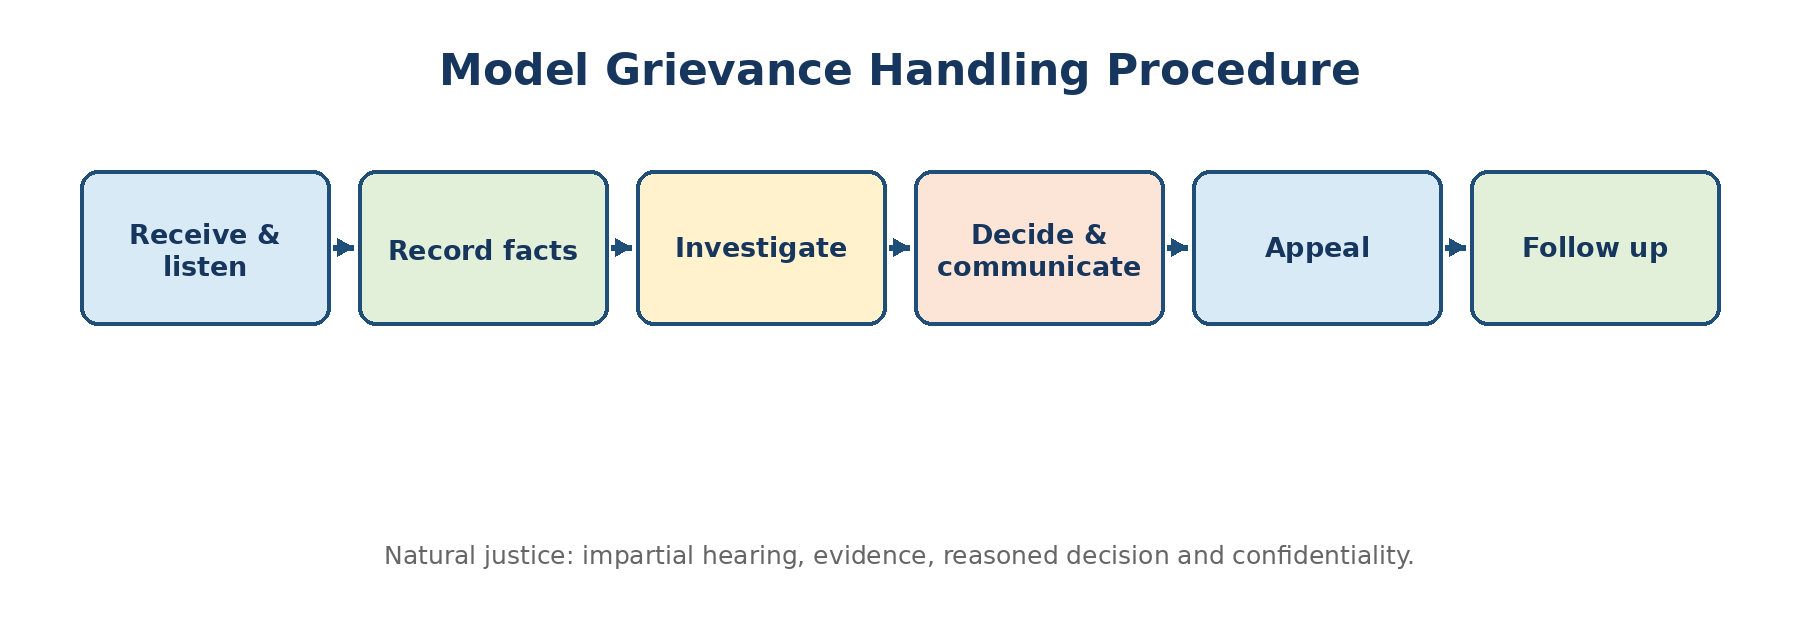 Model Grievance Handling Procedure
Receive &
listen
Record facts
Investigate
Decide &
communicate
Appeal
Follow up
Natural justice: impartial hearing, evidence, reasoned decision and confidentiality.